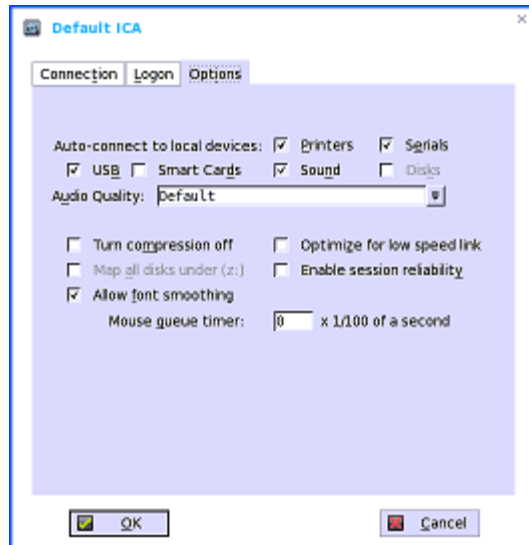 Default ICA
Connection Logon Options
Auto-connect to local devices: Printers Serials
USB Smart Cards Sound Disks
Audio Quality: Default
Turn compression off Optimize for low speed link
Map all disks under (z:) Enable session reliability
Allow font smoothing
Mouse queue timer: 0 x 1/100 of a second
OK Cancel